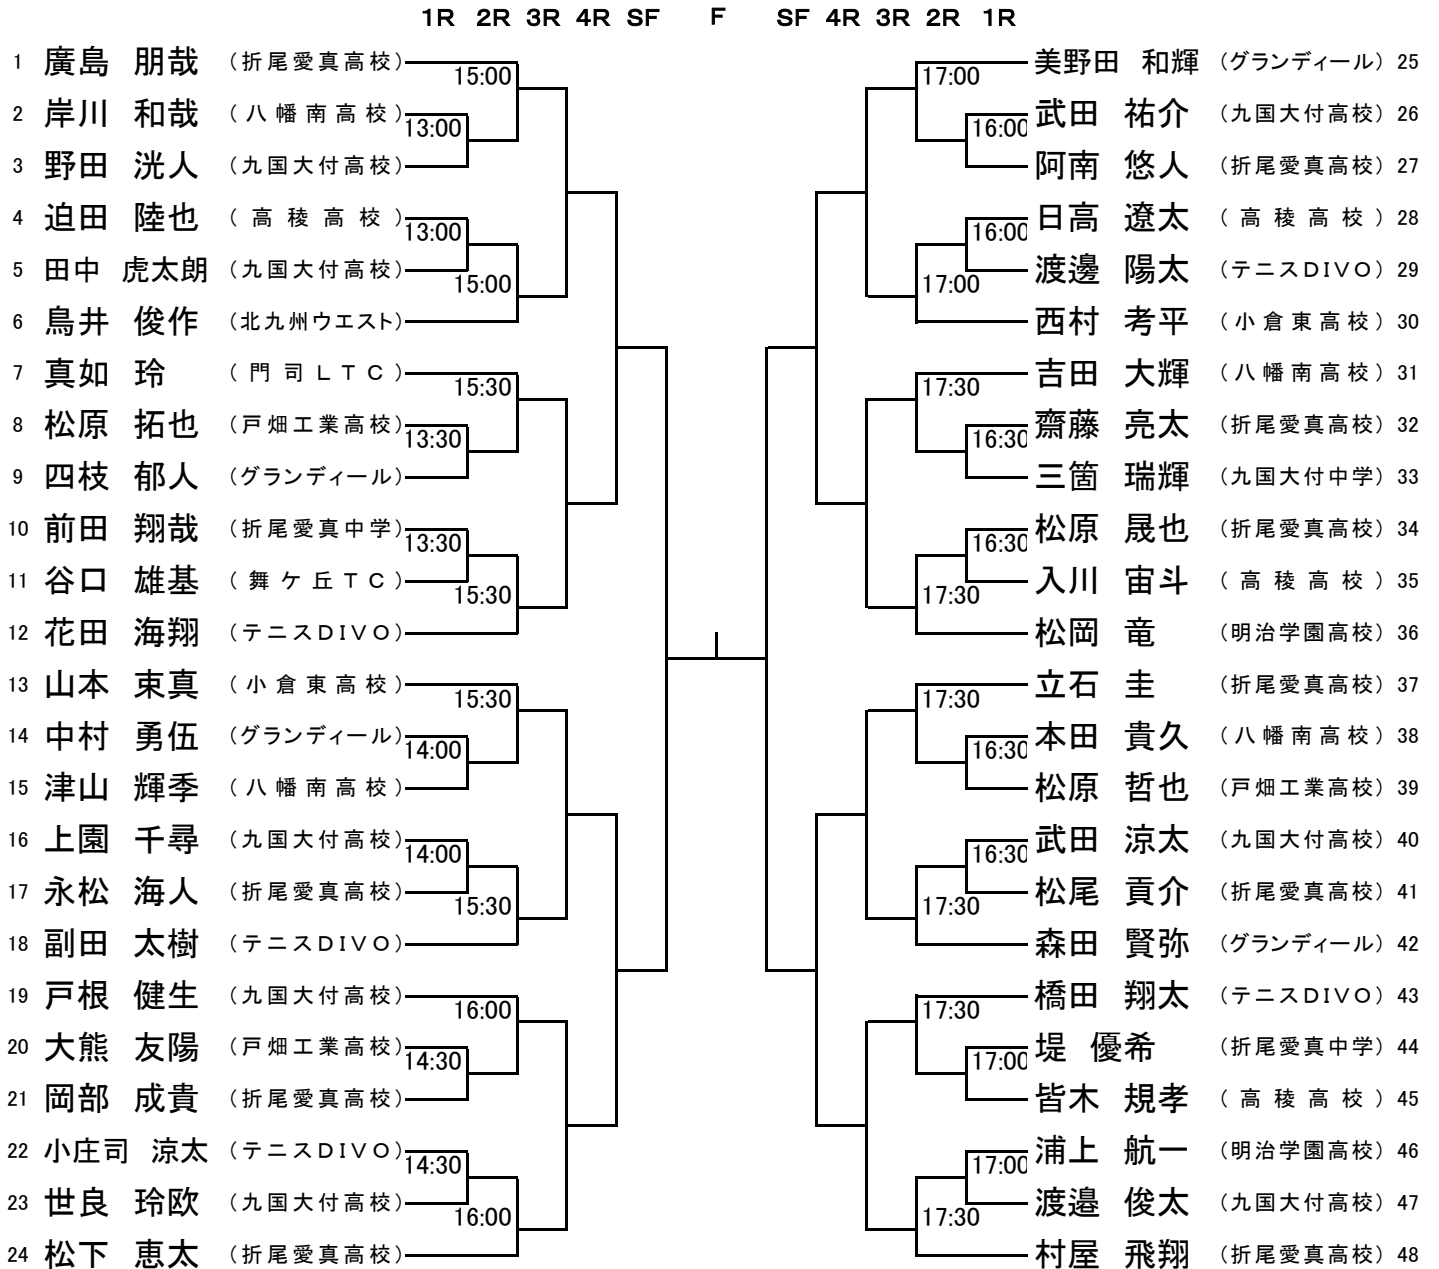 1R 2R 3R 4R SF F SF 4R 3R 2R 1R
1 廣島 朋哉 (折尾愛真高校) 15:00 17:00 美野田 和輝 (グランディール) 25
2 岸川 和哉 (八幡南高校) 13:00 16:00 武田 祐介 (九国大付高校) 26
3 野田 洸人 (九国大付高校) 阿南 悠人 (折尾愛真高校) 27
4 迫田 陸也 (高稜高校) 13:00 16:00 日高 遼太 (高稜高校) 28
5 田中 虎太朗 (九国大付高校) 15:00 17:00 渡邊 陽太 (テニスDIVO) 29
6 鳥井 俊作 (北九州ウエスト) 西村 考平 (小倉東高校) 30
7 真如 玲 (門司LTC) 15:30 17:30 吉田 大輝 (八幡南高校) 31
8 松原 拓也 (戸畑工業高校) 13:30 16:30 齋藤 亮太 (折尾愛真高校) 32
9 四枝 郁人 (グランディール) 三箇 瑞輝 (九国大付中学) 33
10 前田 翔哉 (折尾愛真中学) 13:30 16:30 松原 晟也 (折尾愛真高校) 34
11 谷口 雄基 (舞ケ丘TC) 15:30 17:30 入川 宙斗 (高稜高校) 35
12 花田 海翔 (テニスDIVO) 松岡 竜 (明治学園高校) 36
13 山本 束真 (小倉東高校) 15:30 17:30 立石 圭 (折尾愛真高校) 37
14 中村 勇伍 (グランディール) 14:00 16:30 本田 貴久 (八幡南高校) 38
15 津山 輝季 (八幡南高校) 松原 哲也 (戸畑工業高校) 39
16 上園 千尋 (九国大付高校) 14:00 16:30 武田 涼太 (九国大付高校) 40
17 永松 海人 (折尾愛真高校) 15:30 17:30 松尾 貢介 (折尾愛真高校) 41
18 副田 太樹 (テニスDIVO) 森田 賢弥 (グランディール) 42
19 戸根 健生 (九国大付高校) 16:00 17:30 橋田 翔太 (テニスDIVO) 43
20 大熊 友陽 (戸畑工業高校) 14:30 17:00 堤 優希 (折尾愛真中学) 44
21 岡部 成貴 (折尾愛真高校) 皆木 規孝 (高稜高校) 45
22 小庄司 涼太 (テニスDIVO) 14:30 17:00 浦上 航一 (明治学園高校) 46
23 世良 玲欧 (九国大付高校) 16:00 17:30 渡邉 俊太 (九国大付高校) 47
24 松下 恵太 (折尾愛真高校) 村屋 飛翔 (折尾愛真高校) 48